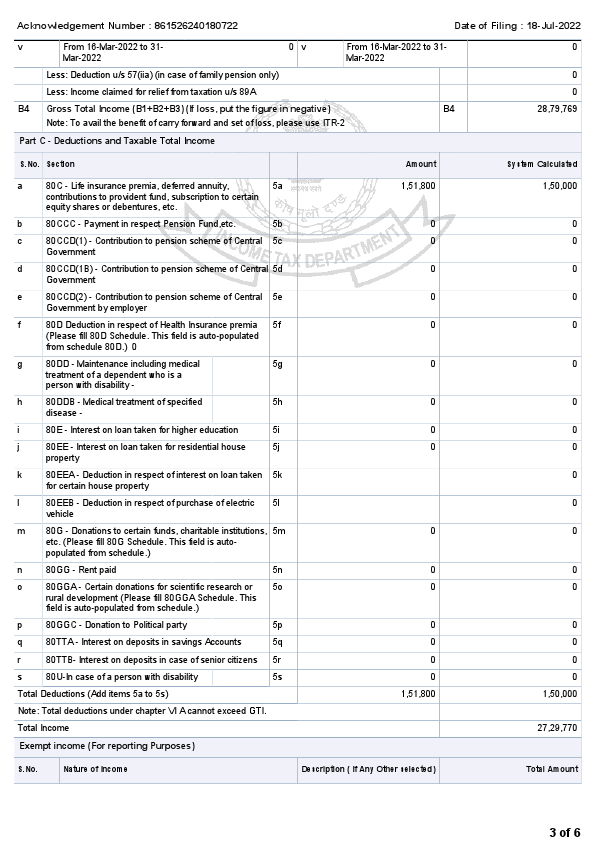 Acknowledgement Number : 861526240180722 Date of Filing : 18-Jul-2022
v From 16-Mar-2022 to 31- 0 v From 16-Mar-2022 to 31- 0
Mar-2022 Mar-2022
Less: Deduction u/s 57(iia) (in case of family pension only) 0
Less: Income claimed for relief from taxation u/s 89A 0
B4 Gross Total Income (B1+B2+B3) (If loss, put the figure in negative) B4 28,79,769
Note: To avail the benefit of carry forward and set of loss, please use ITR-2
Part C - Deductions and Taxable Total Income
S.No. Section Amount System Calculated
a 80C - Life insurance premia, deferred annuity, 5a 1,51,800 1,50,000
contributions to provident fund, subscription to certain
equity shares or debentures, etc.
b 80CCC - Payment in respect Pension Fund,etc. 5b 0 0
c 80CCD(1) - Contribution to pension scheme of Central 5c 0 0
Government
d 80CCD(1B) - Contribution to pension scheme of Central 5d 0 0
Government
e 80CCD(2) - Contribution to pension scheme of Central 5e 0 0
Government by employer
f 80D Deduction in respect of Health Insurance premia 5f 0 0
(Please fill 80D Schedule. This field is auto-populated
from schedule 80D.) 0
g 80DD - Maintenance including medical 5g 0 0
treatment of a dependent who is a
person with disability -
h 80DDB - Medical treatment of specified 5h 0 0
disease -
i 80E - Interest on loan taken for higher education 5i 0 0
j 80EE - Interest on loan taken for residential house 5j 0 0
property
k 80EEA - Deduction in respect of interest on loan taken 5k 0
for certain house property
l 80EEB - Deduction in respect of purchase of electric 5l 0
vehicle
m 80G - Donations to certain funds, charitable institutions, 5m 0 0
etc. (Please fill 80G Schedule. This field is auto-
populated from schedule.)
n 80GG - Rent paid 5n 0 0
o 80GGA - Certain donations for scientific research or 5o 0 0
rural development (Please fill 80GGA Schedule. This
field is auto-populated from schedule.)
p 80GGC - Donation to Political party 5p 0 0
q 80TTA - Interest on deposits in savings Accounts 5q 0 0
r 80TTB- Interest on deposits in case of senior citizens 5r 0 0
s 80U-In case of a person with disability 5s 0 0
Total Deductions (Add items 5a to 5s) 1,51,800 1,50,000
Note: Total deductions under chapter VI A cannot exceed GTI.
Total Income 27,29,770
Exempt income (For reporting Purposes)
S.No. Nature of Income Description ( If Any Other selected ) Total Amount
3 of 6
कोष मूलो दण्ड
INCOME TAX DEPARTMENT